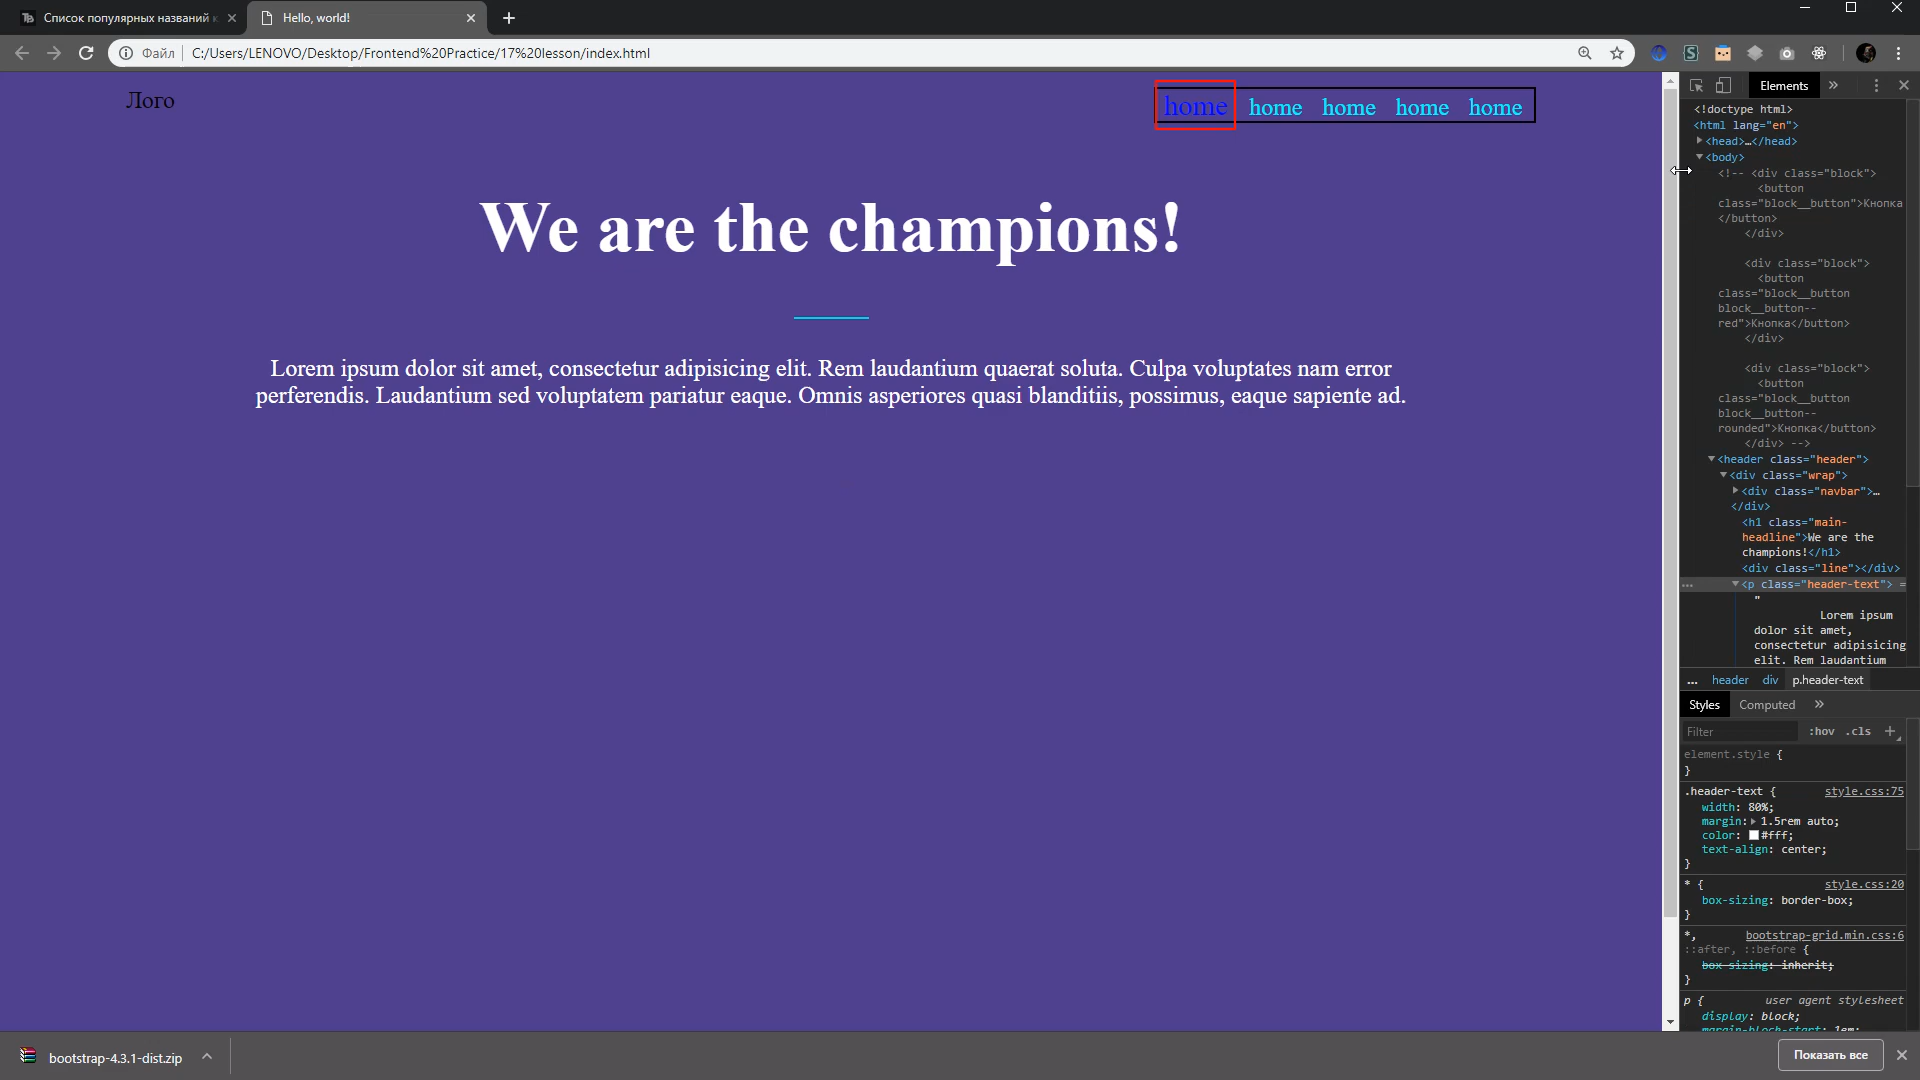 Список популярных названий к
Hello, world!
Файл
C:/Users/LENOVO/Desktop/Frontend%20Practice/17%20lesson/index.html
Лого
home home home home home
We are the champions!
Lorem ipsum dolor sit amet, consectetur adipisicing elit. Rem laudantium quaerat soluta. Culpa voluptates nam error
perferendis. Laudantium sed voluptatem pariatur eaque. Omnis asperiores quasi blanditiis, possimus, eaque sapiente ad.
Elements
<!doctype html>
<html lang="en">
<head>…</head>
<body>
<!-- <div class="block">
<button
class="block__button">Кнопка
</button>
</div>
<div class="block">
<button
class="block__button
block__button--
red">Кнопка</button>
</div>
<div class="block">
<button
class="block__button
block__button--
rounded">Кнопка</button>
</div> -->
<header class="header">
<div class="wrap">
<div class="navbar">…
</div>
<h1 class="main-
headline">We are the
champions!</h1>
<div class="line"></div>
<p class="header-text"> =
"
Lorem ipsum
dolor sit amet,
consectetur adipisicing
elit. Rem laudantium
... header div p.header-text
Styles Computed
Filter :hov .cls
element.style {
}
.header-text { style.css:75
width: 80%;
margin: 1.5rem auto;
color: #fff;
text-align: center;
}
* { style.css:20
box-sizing: border-box;
}
*, bootstrap-grid.min.css:6
::after, ::before {
box-sizing: inherit;
}
p { user agent stylesheet
display: block;
margin-block-start: 1em;
bootstrap-4.3.1-dist.zip
Показать все